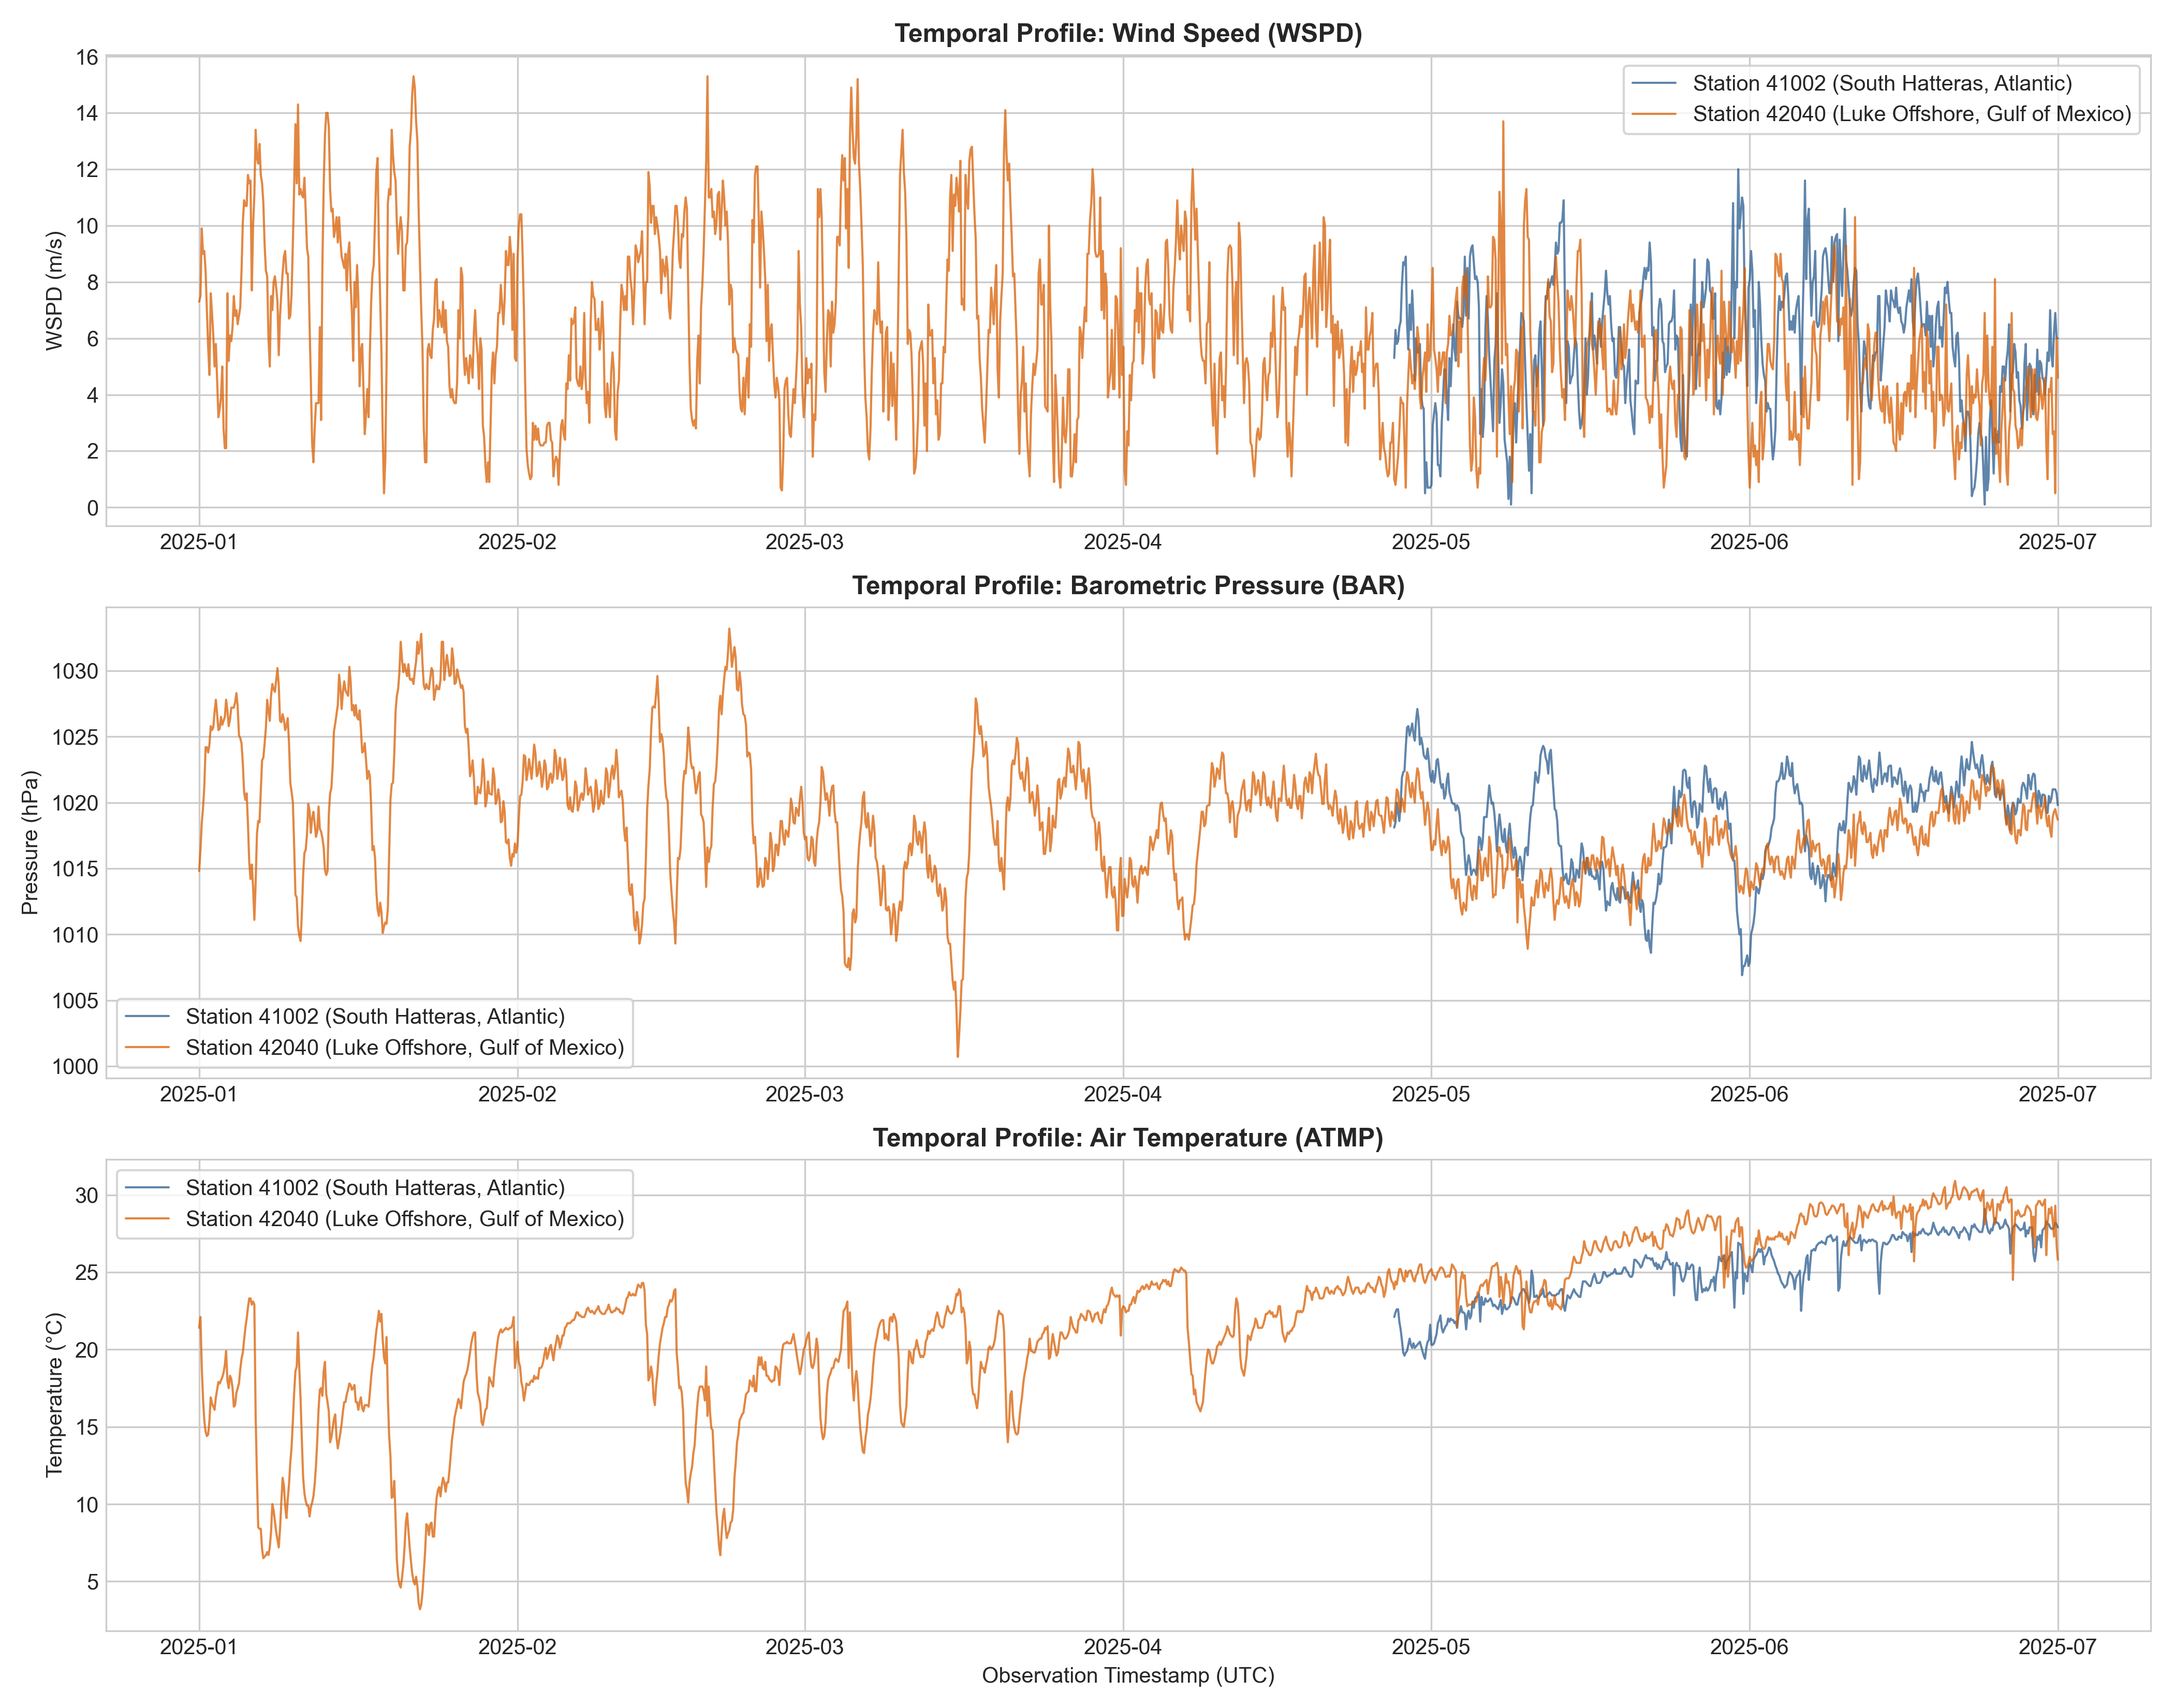 Temporal Profile: Wind Speed (WSPD)
WSPD (m/s)
16
14
12
10
8
6
4
2
0
Station 41002 (South Hatteras, Atlantic)
Station 42040 (Luke Offshore, Gulf of Mexico)
2025-01 2025-02 2025-03 2025-04 2025-05 2025-06 2025-07
Temporal Profile: Barometric Pressure (BAR)
Pressure (hPa)
1030
1025
1020
1015
1010
1005
1000
Station 41002 (South Hatteras, Atlantic)
Station 42040 (Luke Offshore, Gulf of Mexico)
2025-01 2025-02 2025-03 2025-04 2025-05 2025-06 2025-07
Temporal Profile: Air Temperature (ATMP)
Temperature (°C)
30
25
20
15
10
5
Station 41002 (South Hatteras, Atlantic)
Station 42040 (Luke Offshore, Gulf of Mexico)
2025-01 2025-02 2025-03 2025-04 2025-05 2025-06 2025-07
Observation Timestamp (UTC)